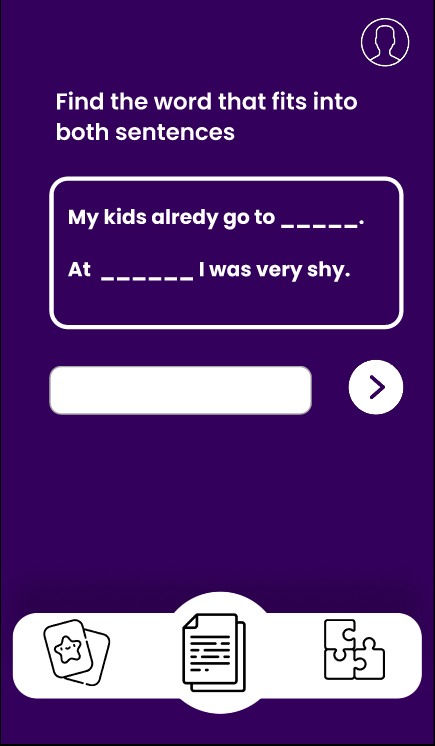 Find the word that fits into
both sentences
My kids alredy go to _____.
At ______ I was very shy.